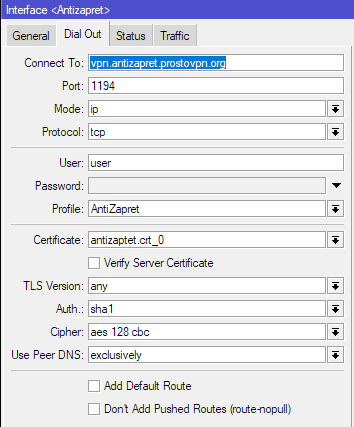 Interface <Antizapret>
General Dial Out Status Traffic
Connect To: vpn.antizapret.prostovpn.org
Port: 1194
Mode: ip
Protocol: tcp
User: user
Password:
Profile: AntiZapret
Certificate: antizaptet.crt_0
Verify Server Certificate
TLS Version: any
Auth.: sha1
Cipher: aes 128 cbc
Use Peer DNS: exclusively
Add Default Route
Don't Add Pushed Routes (route-nopull)